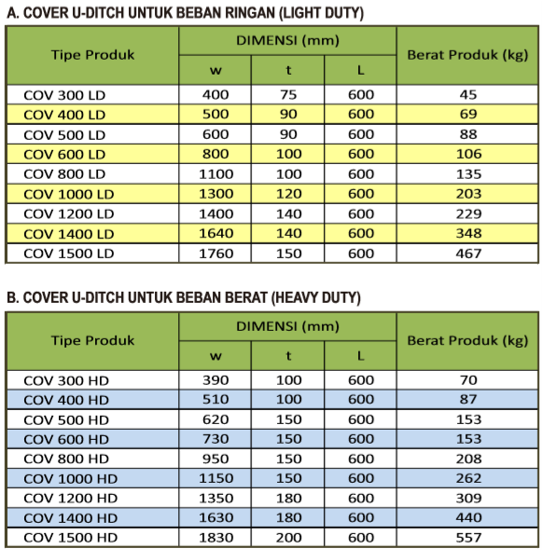 A. COVER U-DITCH UNTUK BEBAN RINGAN (LIGHT DUTY)
Tipe Produk DIMENSI (mm) Berat Produk (kg)
w t L
COV 300 LD 400 75 600 45
COV 400 LD 500 90 600 69
COV 500 LD 600 90 600 88
COV 600 LD 800 100 600 106
COV 800 LD 1100 100 600 135
COV 1000 LD 1300 120 600 203
COV 1200 LD 1400 140 600 229
COV 1400 LD 1640 140 600 348
COV 1500 LD 1760 150 600 467
B. COVER U-DITCH UNTUK BEBAN BERAT (HEAVY DUTY)
Tipe Produk DIMENSI (mm) Berat Produk (kg)
w t L
COV 300 HD 390 100 600 70
COV 400 HD 510 100 600 87
COV 500 HD 620 150 600 153
COV 600 HD 730 150 600 153
COV 800 HD 950 150 600 208
COV 1000 HD 1150 150 600 262
COV 1200 HD 1350 180 600 309
COV 1400 HD 1630 180 600 440
COV 1500 HD 1830 200 600 557